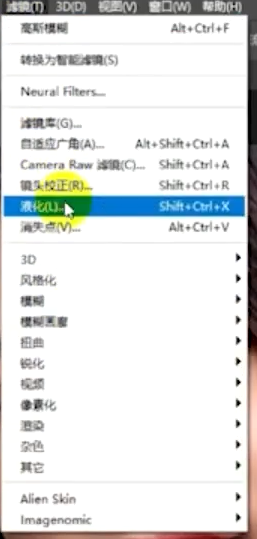 滤镜(T) 3D(D) 视图(V) 窗口(W) 帮助(H)
高斯模糊 Alt+Ctrl+F
转换为智能滤镜(S)
Neural Filters...
滤镜库(G)...
自适应广角(A)... Alt+Shift+Ctrl+A
Camera Raw 滤镜(C)... Shift+Ctrl+A
镜头校正(R)... Shift+Ctrl+R
液化(L)... Shift+Ctrl+X
消失点(V)... Alt+Ctrl+V
3D
风格化
模糊
模糊画廊
扭曲
锐化
视频
像素化
渲染
杂色
其它
Alien Skin
Imagenomic